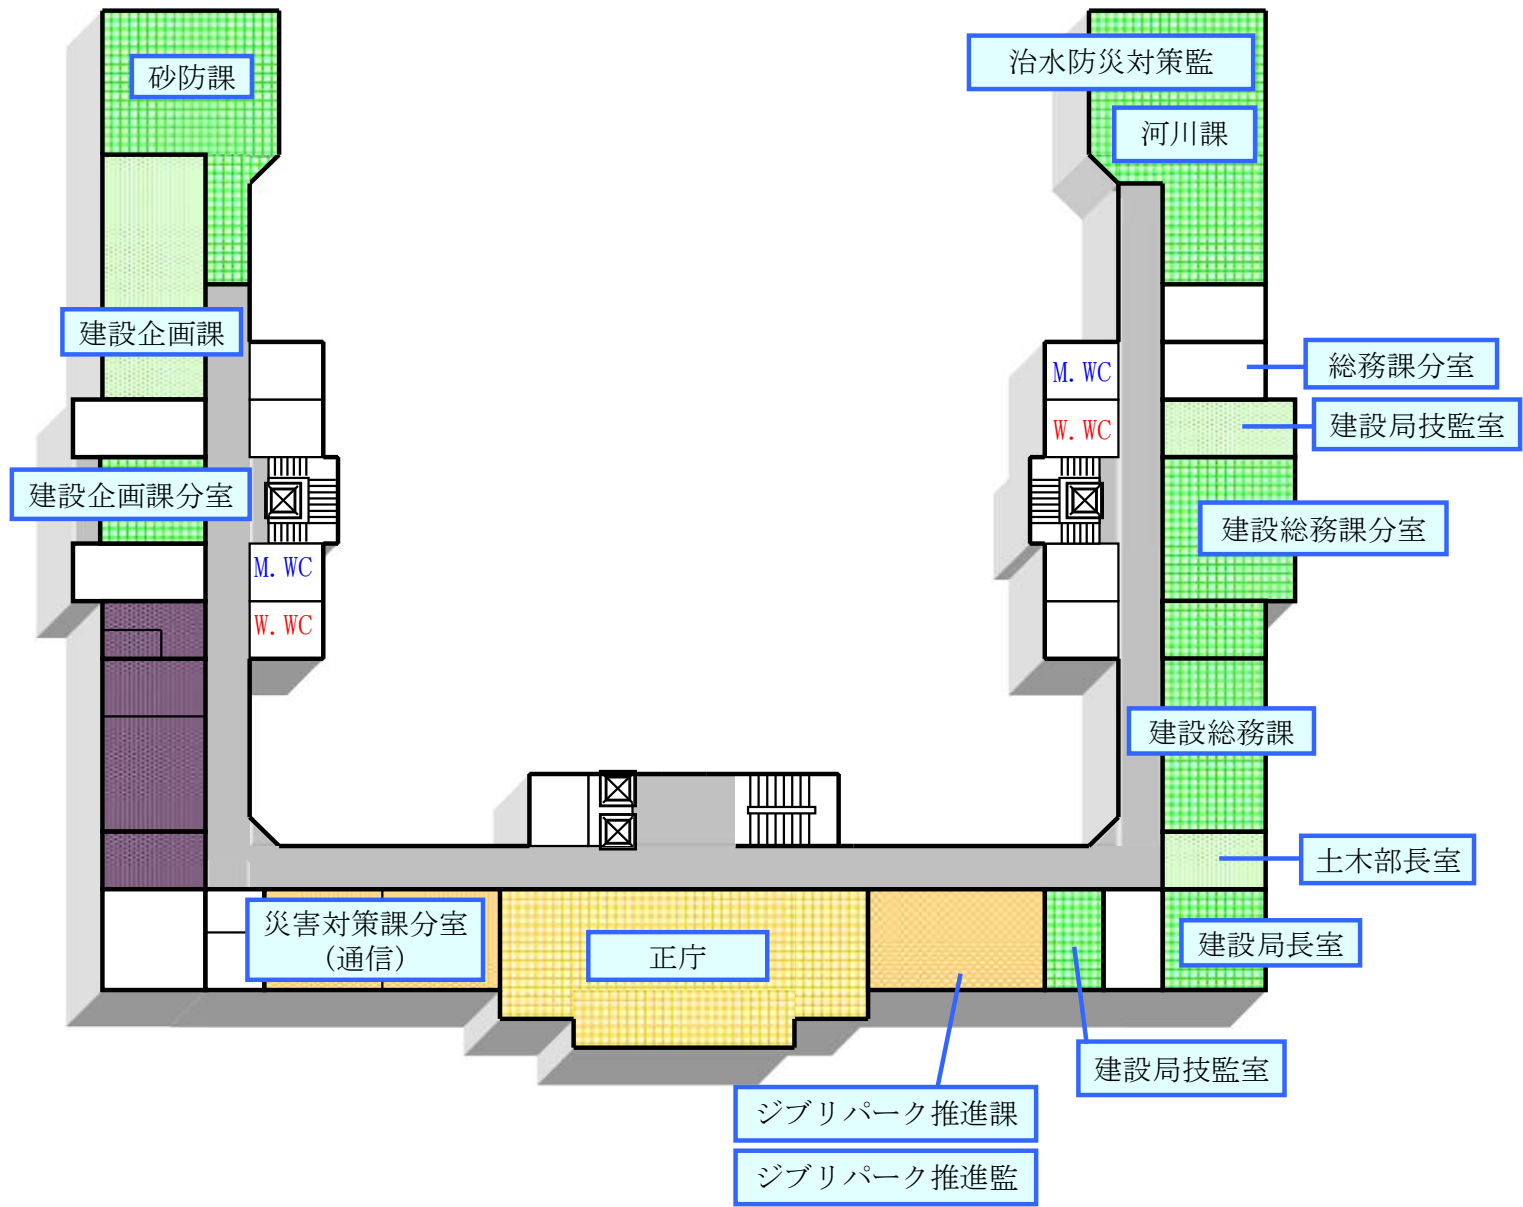 砂防課
治水防災対策監
河川課
建設企画課
総務課分室
M.WC
建設局技監室
W.WC
建設企画課分室
建設総務課分室
M.WC
W.WC
建設総務課
土木部長室
災害対策課分室
(通信)
正庁
建設局長室
建設局技監室
ジブリパーク推進課
ジブリパーク推進監